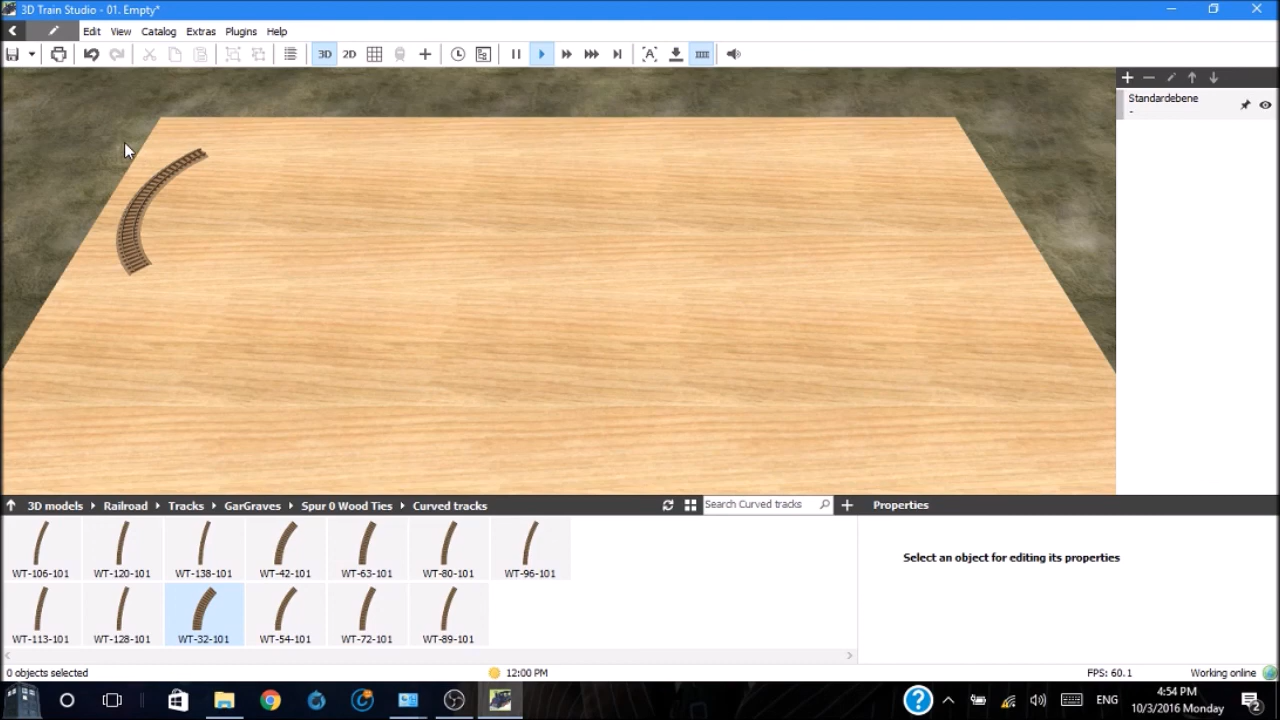 3D Train Studio - 01. Empty*
Edit View Catalog Extras Plugins Help
3D 2D
Standardebene
-
3D models Railroad Tracks GarGraves Spur 0 Wood Ties Curved tracks
Search Curved tracks
Properties
WT-106-101 WT-120-101 WT-138-101 WT-42-101 WT-63-101 WT-80-101 WT-96-101
Select an object for editing its properties
WT-113-101 WT-128-101 WT-32-101 WT-54-101 WT-72-101 WT-89-101
0 objects selected
12:00 PM
FPS: 60.1
Working online
ENG
4:54 PM
10/3/2016 Monday
2